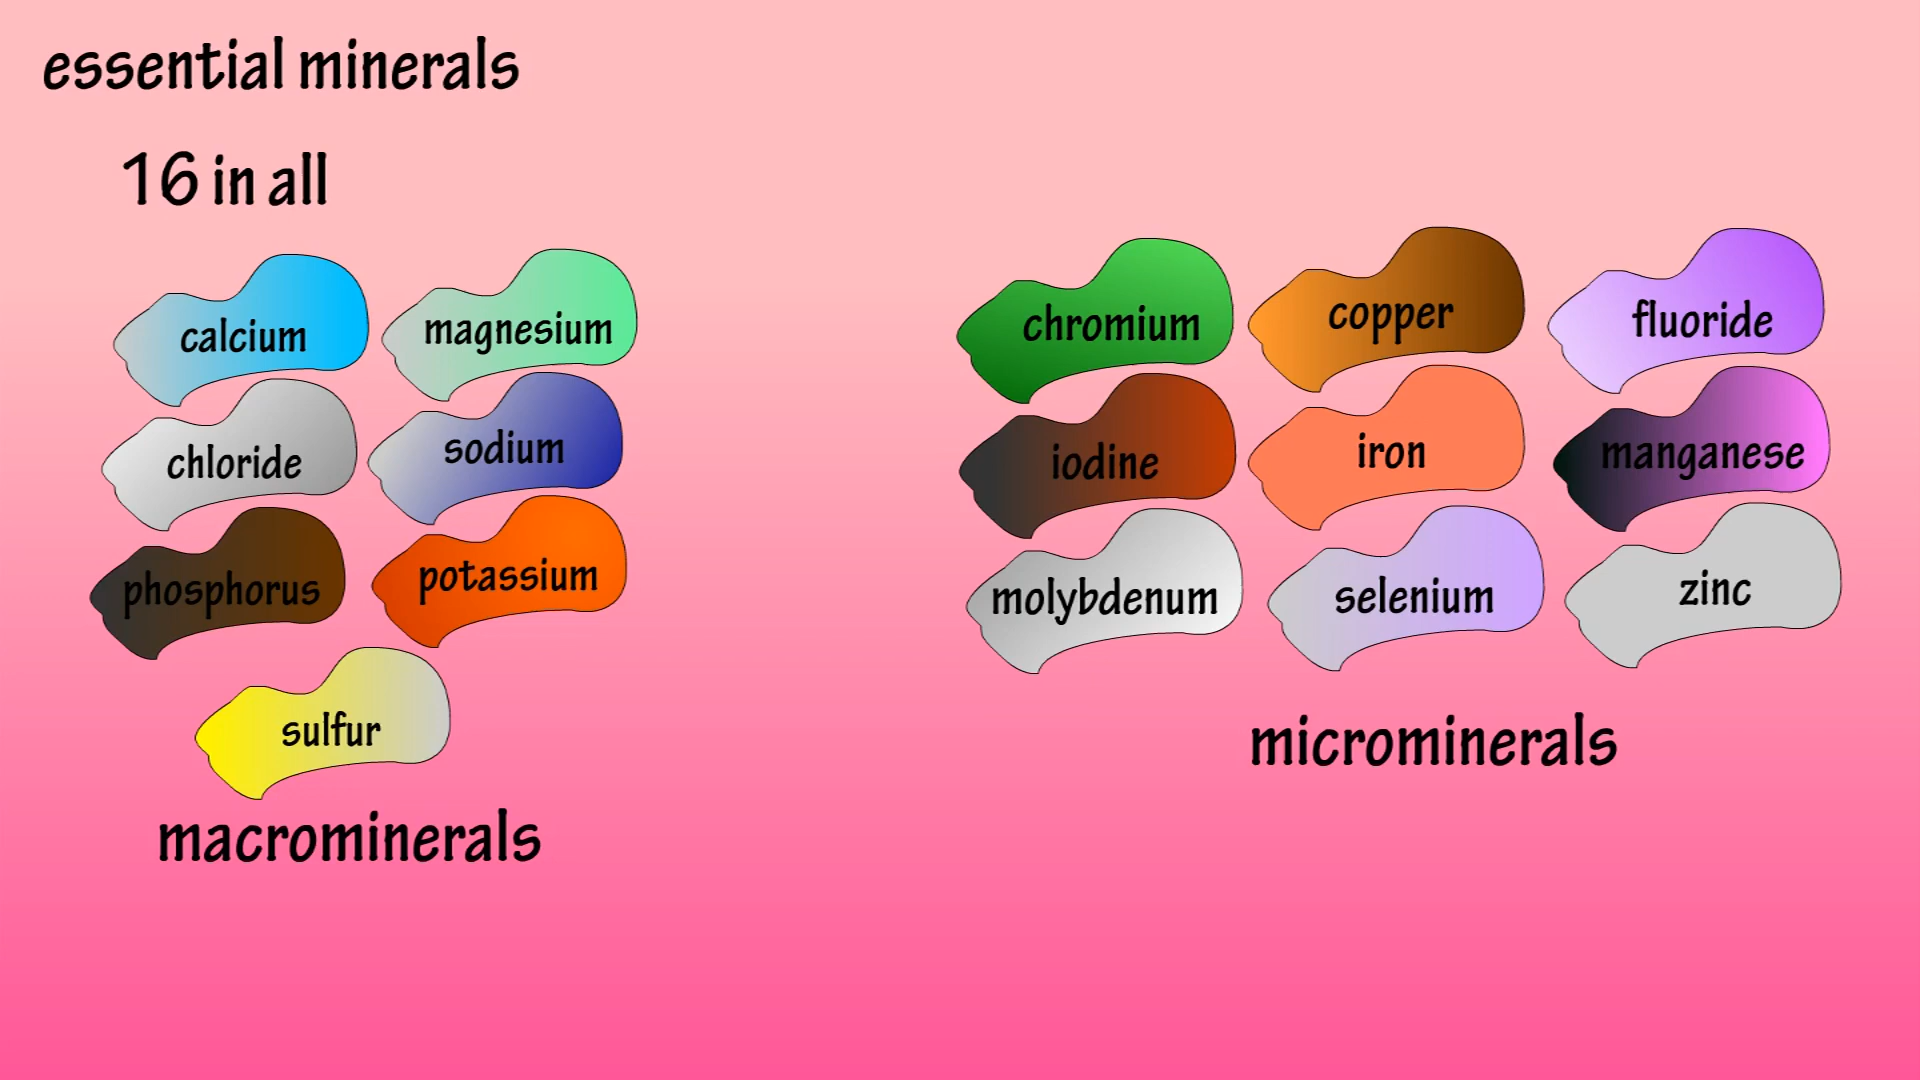 essential minerals
16 in all
calcium
magnesium
chloride
sodium
phosphorus
potassium
sulfur
macrominerals
chromium
copper
fluoride
iodine
iron
manganese
molybdenum
selenium
zinc
microminerals